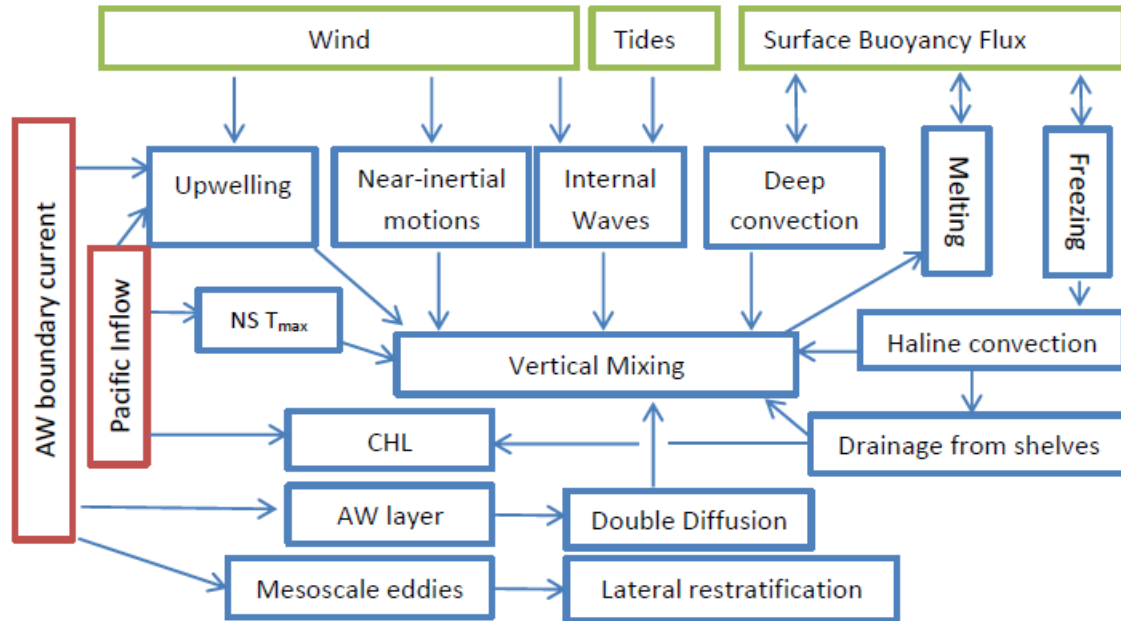 Wind
Tides
Surface Buoyancy Flux
AW boundary current
Pacific Inflow
Upwelling
Near-inertial
motions
Internal
Waves
Deep
convection
Melting
Freezing
NS Tmax
Vertical Mixing
Haline convection
CHL
Drainage from shelves
AW layer
Double Diffusion
Mesoscale eddies
Lateral restratification